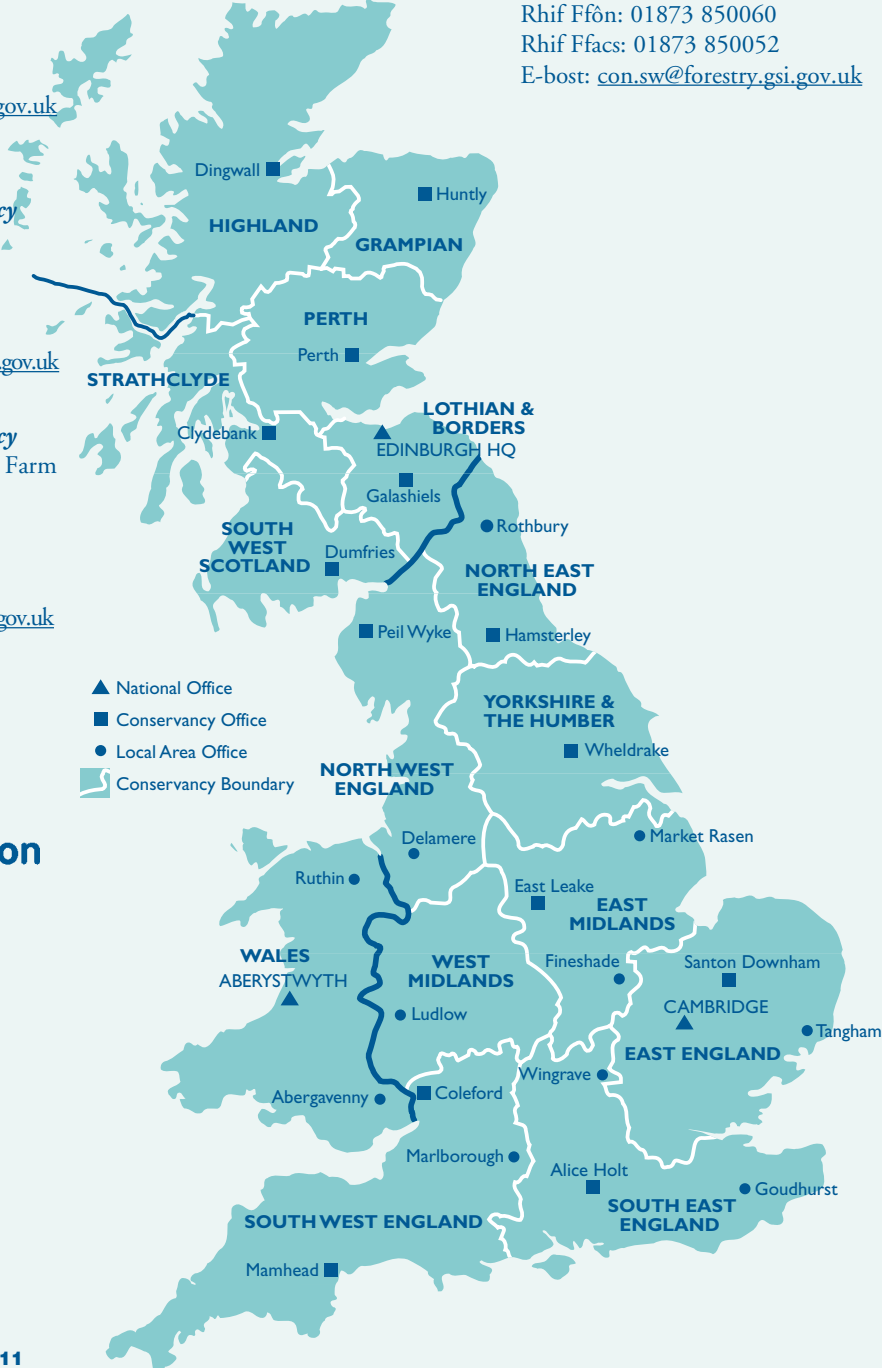 Rhif Ffôn: 01873 850060
Rhif Ffacs: 01873 850052
E-bost: con.sw@forestry.gsi.gov.uk
gov.uk
cy
gov.uk
cy
Farm
gov.uk
on
Dingwall
Huntly
HIGHLAND
GRAMPIAN
PERTH
Perth
STRATHCLYDE
LOTHIAN &
BORDERS
Clydebank
EDINBURGH HQ
Galashiels
Rothbury
SOUTH
WEST
SCOTLAND
Dumfries
NORTH EAST
ENGLAND
Peil Wyke
Hamsterley
National Office
Conservancy Office
Local Area Office
Conservancy Boundary
YORKSHIRE &
THE HUMBER
Wheldrake
NORTH WEST
ENGLAND
Delamere
Market Rasen
Ruthin
East Leake
EAST
MIDLANDS
WALES
ABERYSTWYTH
WEST
MIDLANDS
Fineshade
Santon Downham
CAMBRIDGE
Ludlow
Tangham
EAST ENGLAND
Wingrave
Abergavenny
Coleford
Marlborough
Alice Holt
Goudhurst
SOUTH EAST
ENGLAND
SOUTH WEST ENGLAND
Mamhead
11